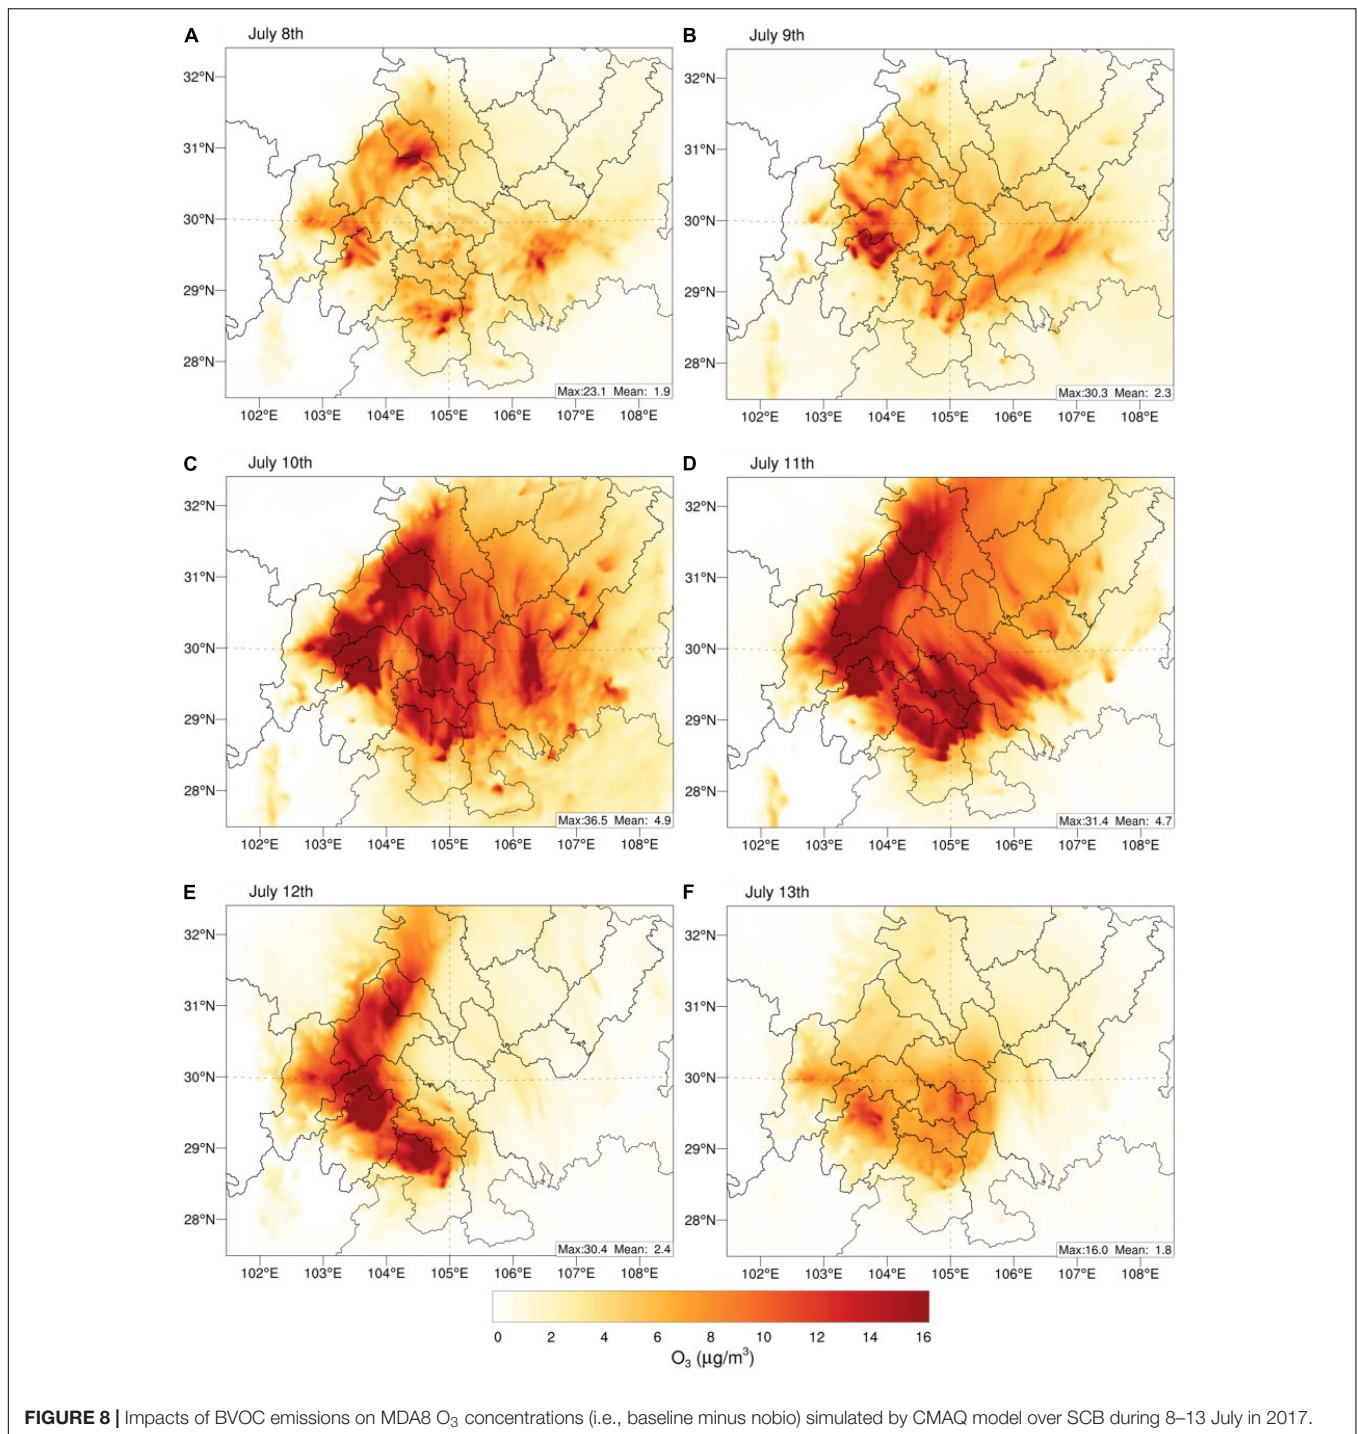 A July 8th
32°N
31°N
30°N
29°N
28°N
102°E 103°E 104°E 105°E 106°E 107°E 108°E
Max:23.1 Mean: 1.9
B July 9th
32°N
31°N
30°N
29°N
28°N
102°E 103°E 104°E 105°E 106°E 107°E 108°E
Max:30.3 Mean: 2.3
C July 10th
32°N
31°N
30°N
29°N
28°N
102°E 103°E 104°E 105°E 106°E 107°E 108°E
Max:36.5 Mean: 4.9
D July 11th
32°N
31°N
30°N
29°N
28°N
102°E 103°E 104°E 105°E 106°E 107°E 108°E
Max:31.4 Mean: 4.7
E July 12th
32°N
31°N
30°N
29°N
28°N
102°E 103°E 104°E 105°E 106°E 107°E 108°E
Max:30.4 Mean: 2.4
F July 13th
32°N
31°N
30°N
29°N
28°N
102°E 103°E 104°E 105°E 106°E 107°E 108°E
Max:16.0 Mean: 1.8
0 2 4 6 8 10 12 14 16
O₃ (μg/m³)
FIGURE 8 | Impacts of BVOC emissions on MDA8 O₃ concentrations (i.e., baseline minus nobio) simulated by CMAQ model over SCB during 8–13 July in 2017.